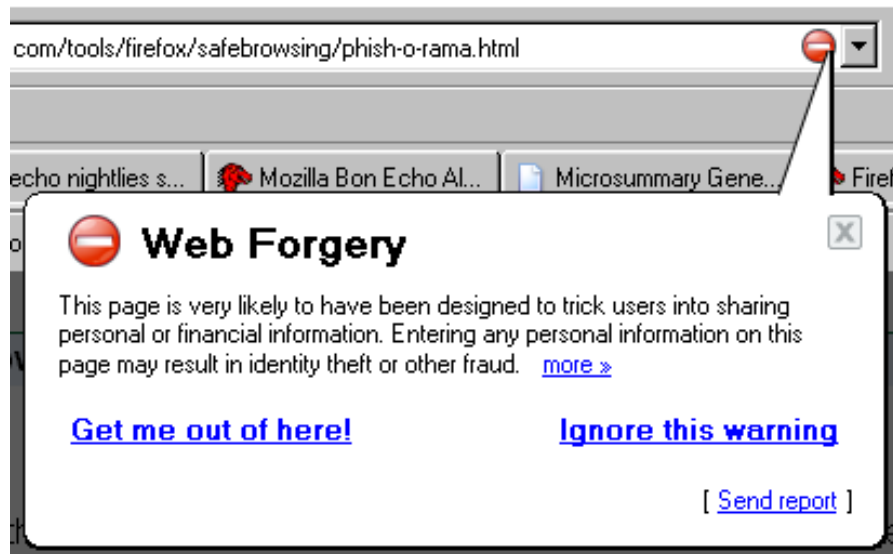 com/tools/firefox/safebrowsing/phish-o-rama.html
echo nightlies s... Mozilla Bon Echo Al... Microsummary Gene... Firef
Web Forgery
This page is very likely to have been designed to trick users into sharing
personal or financial information. Entering any personal information on this
page may result in identity theft or other fraud. more »
Get me out of here! Ignore this warning
[ Send report ]